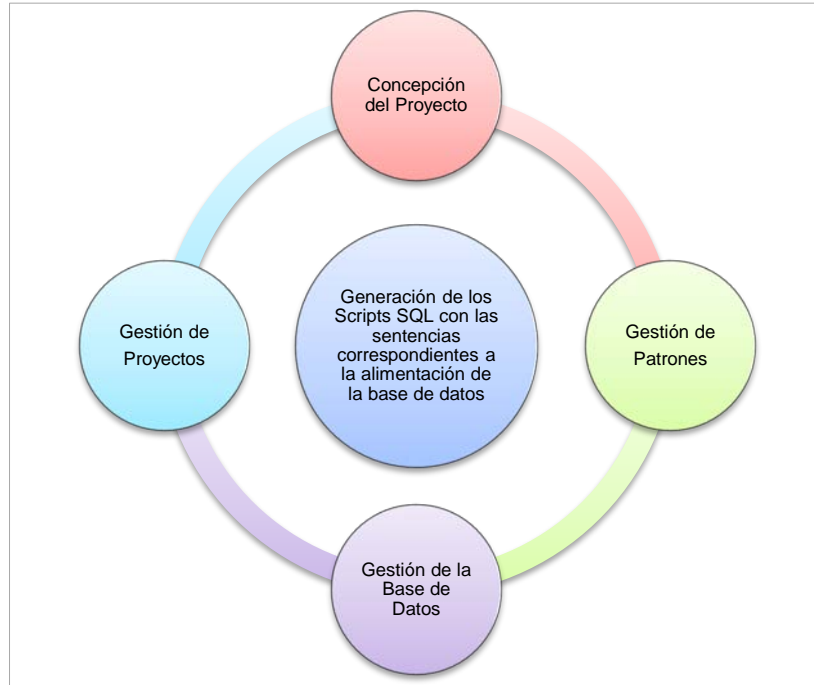 Concepción
del Proyecto
Gestión de
Proyectos
Generación de los
Scripts SQL con las
sentencias
correspondientes a
la alimentación de
la base de datos
Gestión de
Patrones
Gestión de la
Base de
Datos